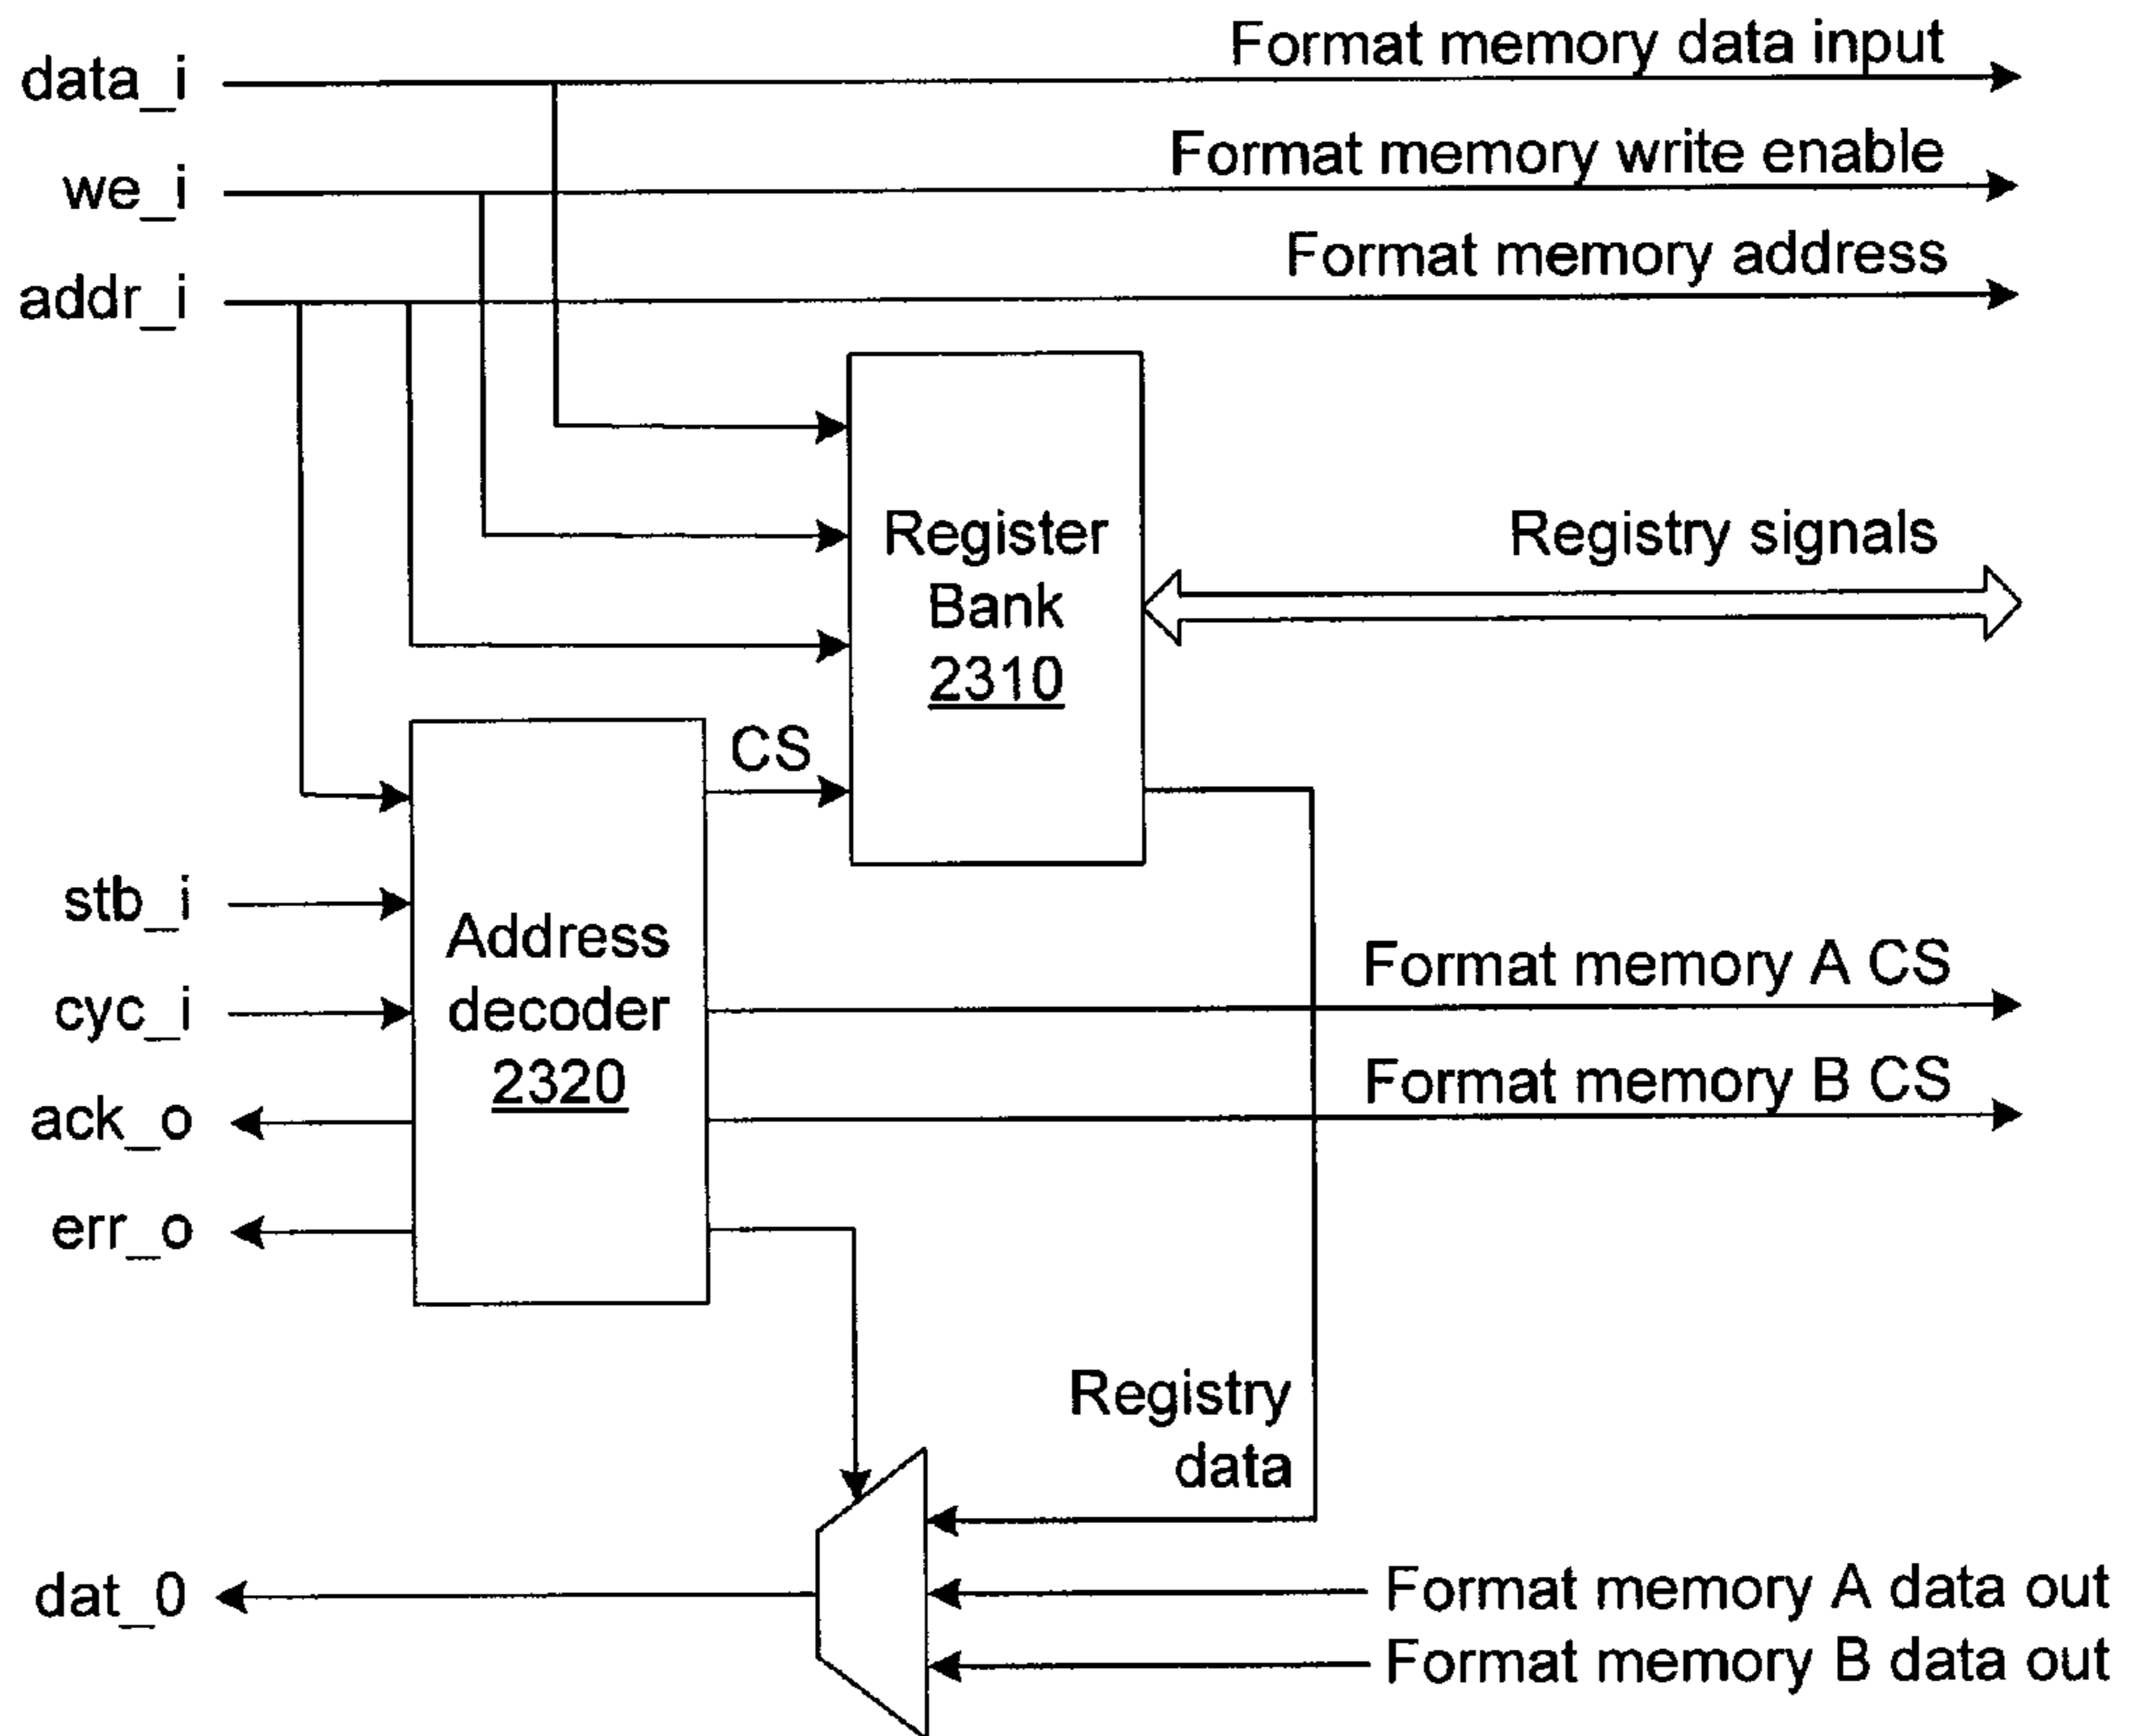 Format memory data input
data_i
Format memory write enable
we_i
Format memory address
addr_i
Register
Bank
2310
Registry signals
CS
stb_i
Address
decoder
2320
Format memory A CS
cyc_i
Format memory B CS
ack_o
err_o
Registry
data
dat_0
Format memory A data out
Format memory B data out